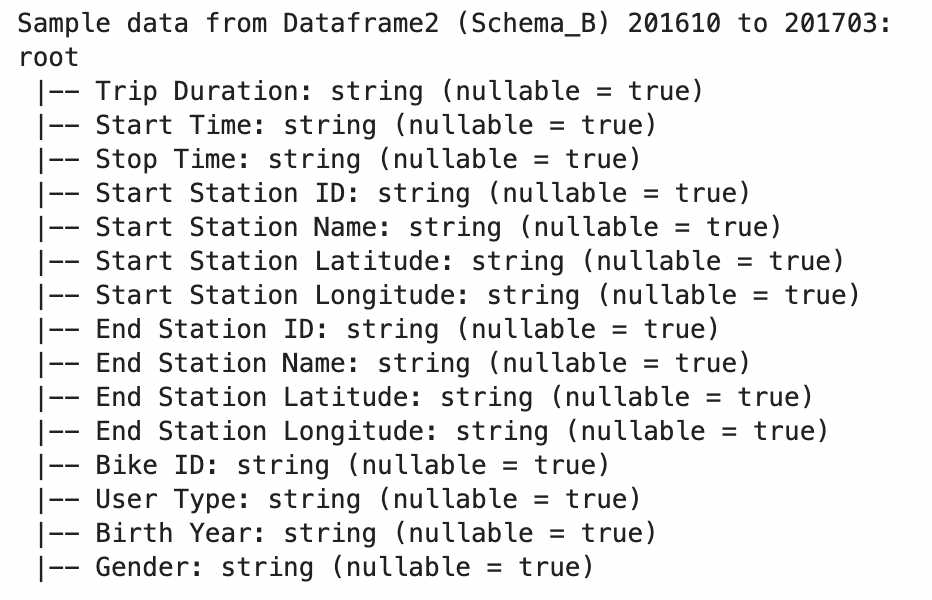 Sample data from Dataframe2 (Schema_B) 201610 to 201703:
root
 |-- Trip Duration: string (nullable = true)
 |-- Start Time: string (nullable = true)
 |-- Stop Time: string (nullable = true)
 |-- Start Station ID: string (nullable = true)
 |-- Start Station Name: string (nullable = true)
 |-- Start Station Latitude: string (nullable = true)
 |-- Start Station Longitude: string (nullable = true)
 |-- End Station ID: string (nullable = true)
 |-- End Station Name: string (nullable = true)
 |-- End Station Latitude: string (nullable = true)
 |-- End Station Longitude: string (nullable = true)
 |-- Bike ID: string (nullable = true)
 |-- User Type: string (nullable = true)
 |-- Birth Year: string (nullable = true)
 |-- Gender: string (nullable = true)